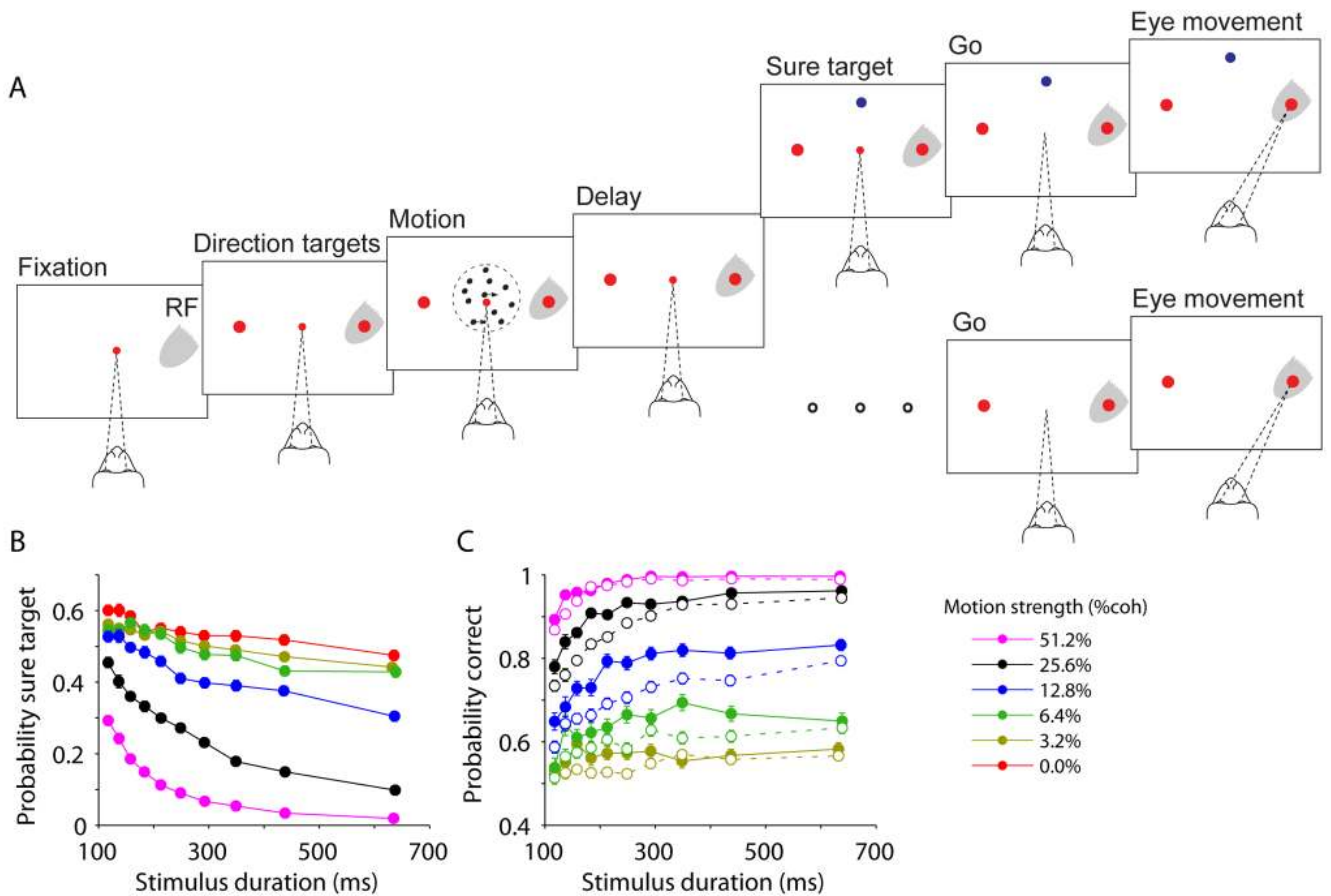 A
Fixation
RF
Direction targets
Motion
Delay
Sure target
Go
Eye movement
Go
Eye movement
B
Probability sure target
0.6
0.4
0.2
0
100
300
500
700
Stimulus duration (ms)
C
Probability correct
1
0.8
0.6
0.4
100
300
500
700
Stimulus duration (ms)
Motion strength (%coh)
51.2%
25.6%
12.8%
6.4%
3.2%
0.0%